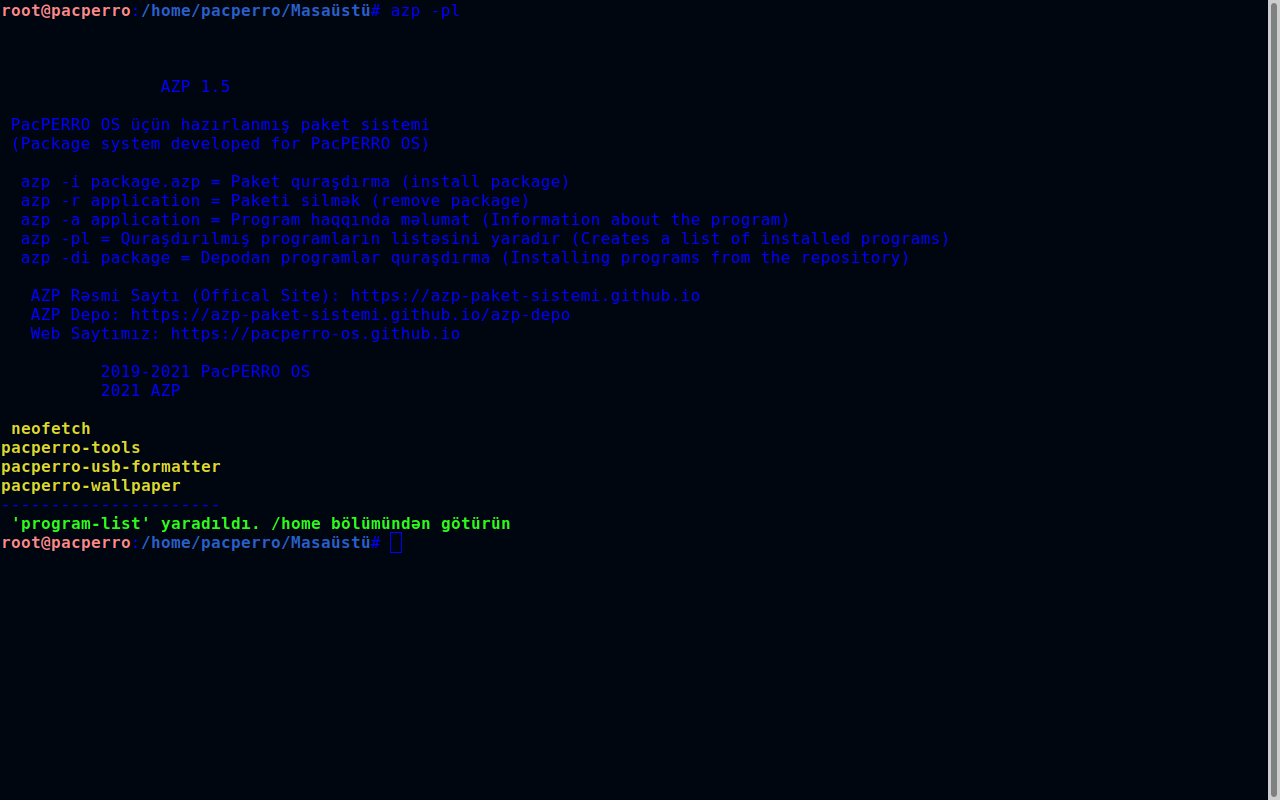 root@pacperro:/home/pacperro/Masaüstü# azp -pl
AZP 1.5
PacPERRO OS üçün hazırlanmış paket sistemi
(Package system developed for PacPERRO OS)
azp -i package.azp = Paket quraşdırma (install package)
azp -r application = Paketi silmək (remove package)
azp -a application = Program haqqında məlumat (Information about the program)
azp -pl = Quraşdırılmış programların listəsini yaradır (Creates a list of installed programs)
azp -di package = Depodan programlar quraşdırma (Installing programs from the repository)
AZP Rəsmi Saytı (Offical Site): https://azp-paket-sistemi.github.io
AZP Depo: https://azp-paket-sistemi.github.io/azp-depo
Web Saytımız: https://pacperro-os.github.io
2019-2021 PacPERRO OS
2021 AZP
neofetch
pacperro-tools
pacperro-usb-formatter
pacperro-wallpaper
----------------------
'program-list' yaradıldı. /home bölümündən götürün
root@pacperro:/home/pacperro/Masaüstü#